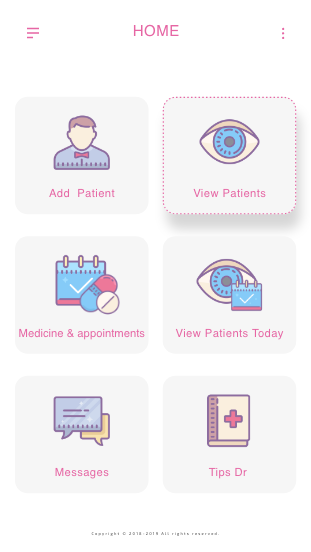 HOME
Add Patient
View Patients
Medicine & appointments
View Patients Today
Messages
Tips Dr
Copyright © 2018-2019 All rights reserved.